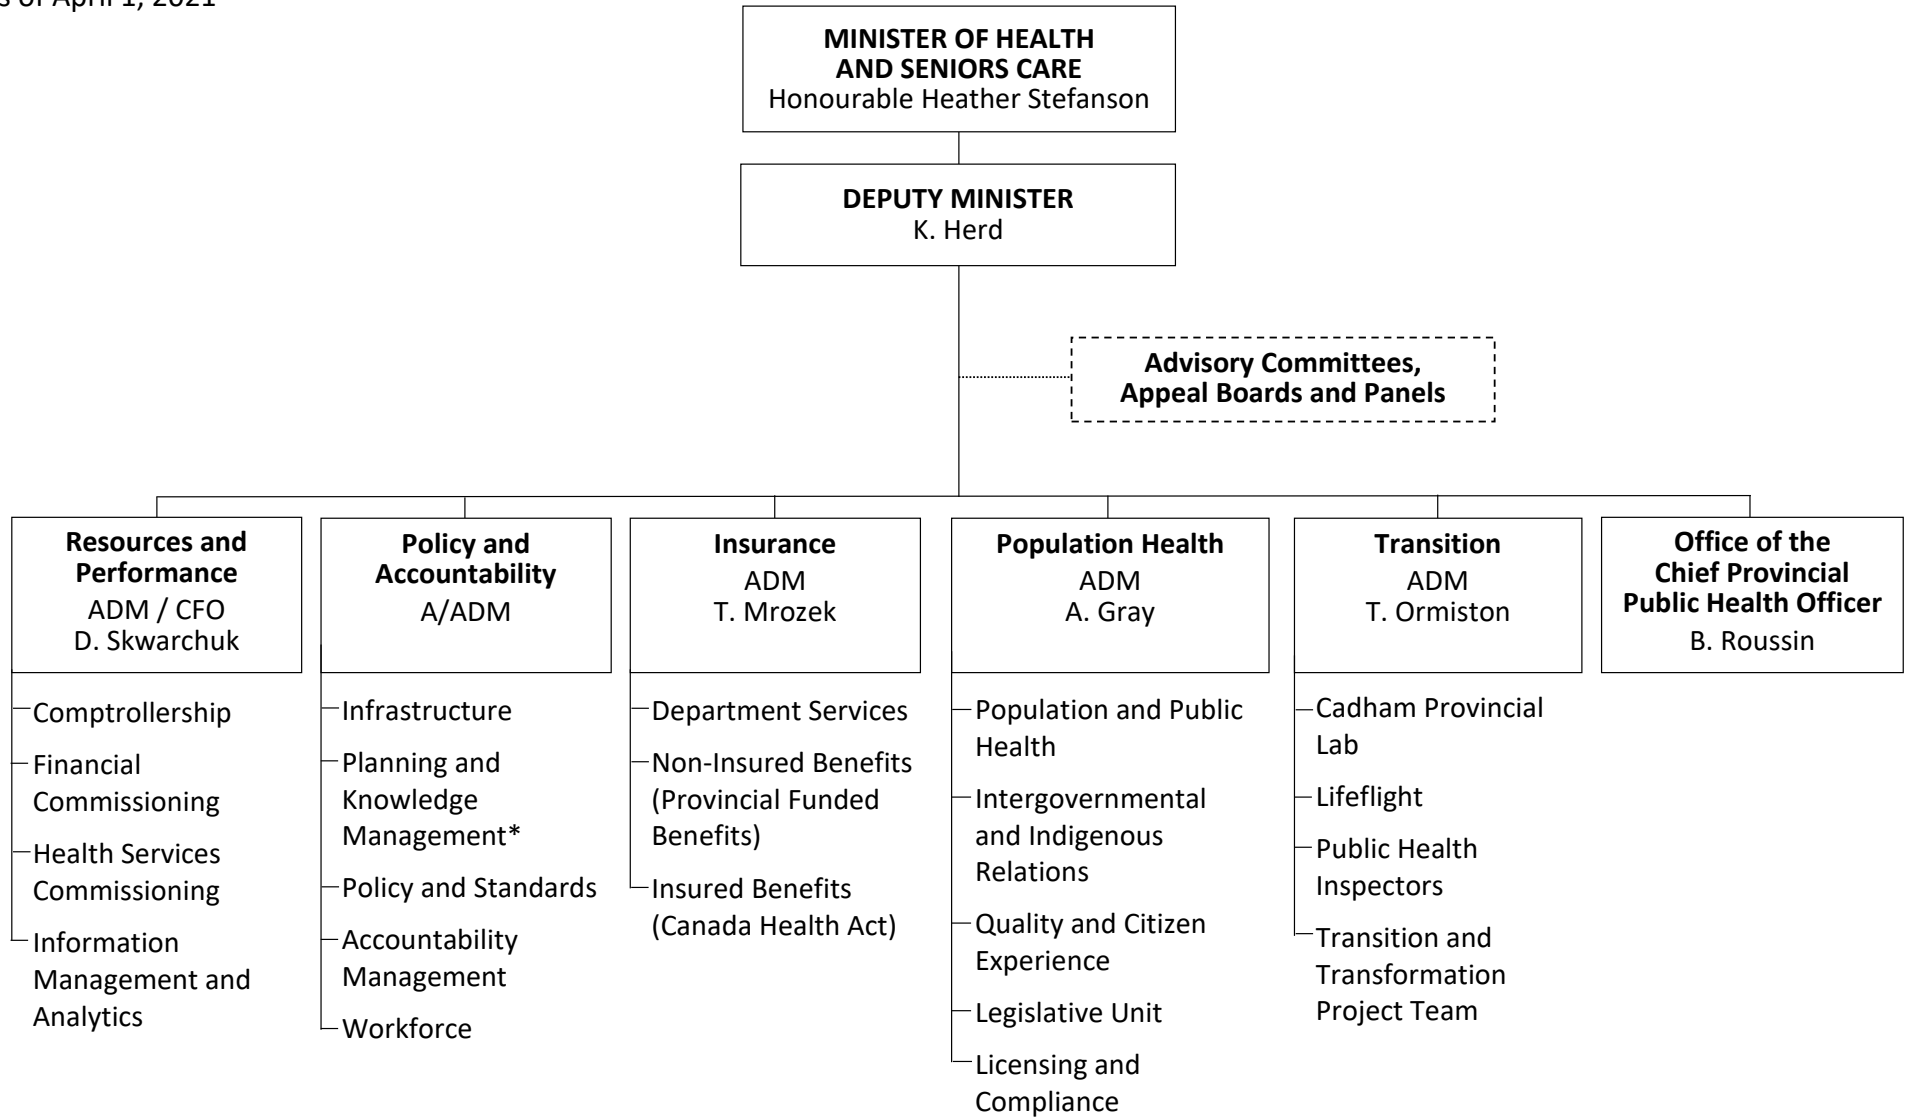 of April 1, 2021
MINISTER OF HEALTH
AND SENIORS CARE
Honourable Heather Stefanson
DEPUTY MINISTER
K. Herd
Advisory Committees,
Appeal Boards and Panels
Resources and
Performance
ADM / CFO
D. Skwarchuk
Comptrollership
Financial
Commissioning
Health Services
Commissioning
Information
Management and
Analytics
Policy and
Accountability
A/ADM
Infrastructure
Planning and
Knowledge
Management*
Policy and Standards
Accountability
Management
Workforce
Insurance
ADM
T. Mrozek
Department Services
Non-Insured Benefits
(Provincial Funded
Benefits)
Insured Benefits
(Canada Health Act)
Population Health
ADM
A. Gray
Population and Public
Health
Intergovernmental
and Indigenous
Relations
Quality and Citizen
Experience
Legislative Unit
Licensing and
Compliance
Transition
ADM
T. Ormiston
Cadham Provincial
Lab
Lifeflight
Public Health
Inspectors
Transition and
Transformation
Project Team
Office of the
Chief Provincial
Public Health Officer
B. Roussin